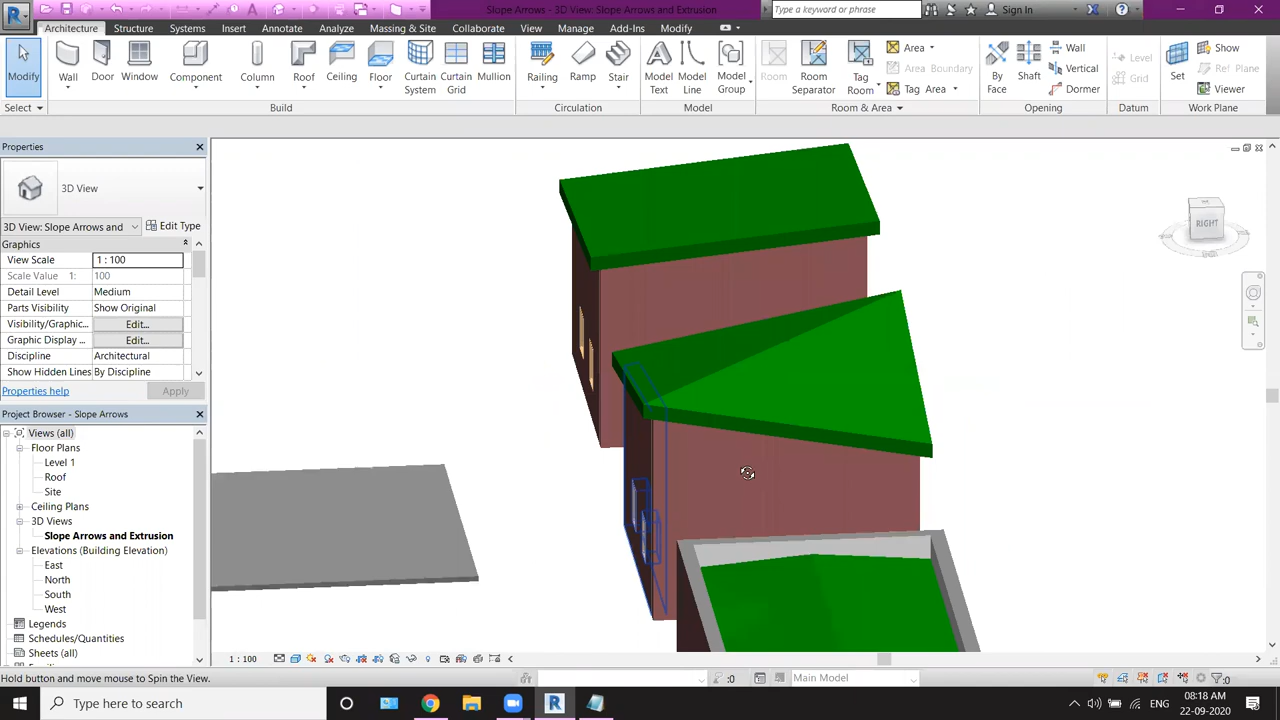 Slope Arrows - 3D View: Slope Arrows and Extrusion
Type a keyword or phrase
Sign In
Architecture Structure Systems Insert Annotate Analyze Massing & Site Collaborate View Manage Add-Ins Modify
Modify Wall Door Window Component Column Roof Ceiling Floor Curtain System Curtain Grid Mullion Railing Ramp Stair Model Text Model Line Model Group Room Room Separator Tag Room Area Area Boundary Tag Area By Face Shaft Wall Vertical Dormer Level Grid Set Show Ref Plane Viewer
Select Build Circulation Model Room & Area Opening Datum Work Plane
Properties
3D View
3D View: Slope Arrows and Edit Type
Graphics
View Scale 1 : 100
Scale Value 1: 100
Detail Level Medium
Parts Visibility Show Original
Visibility/Graphic... Edit...
Graphic Display ... Edit...
Discipline Architectural
Show Hidden Lines By Discipline
Properties help Apply
Project Browser - Slope Arrows
Views (all)
Floor Plans
Level 1
Roof
Site
Ceiling Plans
3D Views
Slope Arrows and Extrusion
Elevations (Building Elevation)
East
North
South
West
Legends
Schedules/Quantities
Sheets (all)
RIGHT
1 : 100
Hold button and move mouse to Spin the View.
:0
Main Model
:0
Type here to search
ENG
08:18 AM
22-09-2020